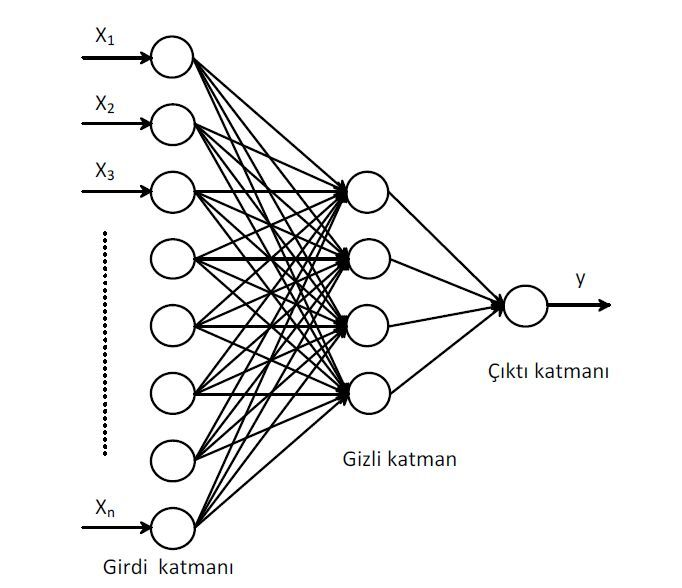 X₁
X₂
X₃
Xₙ
Girdi katmanı
Gizli katman
Çıktı katmanı
y